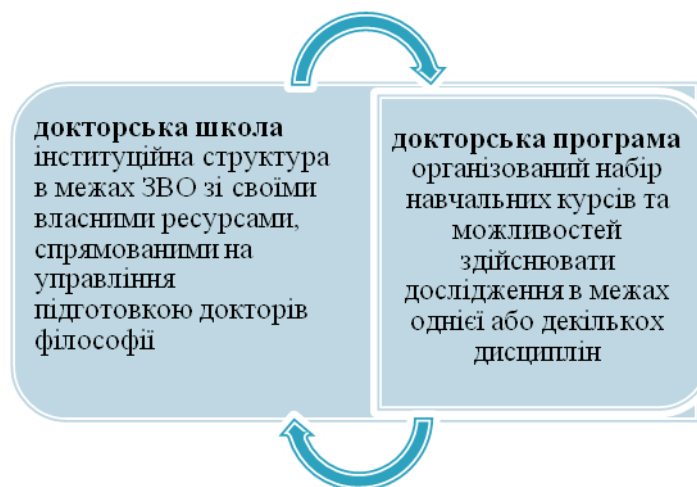 докторська школа
інституційна структура
в межах ЗВО зі своїми
власними ресурсами,
спрямованими на
управління
підготовкою докторів
філософії
докторська програма
організований набір
навчальних курсів та
можливостей
здійснювати
дослідження в межах
однієї або декількох
дисциплін